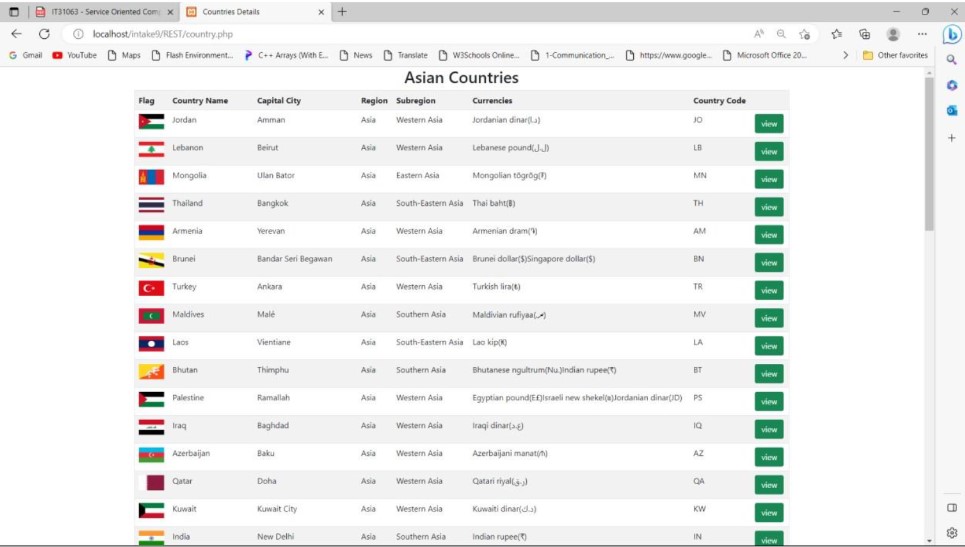 IT31063 - Service Oriented Comp
Countries Details
localhost/intake9/REST/country.php
Gmail YouTube Maps Flash Environment... C++ Arrays (With E... News Translate W3Schools Online... 1-Communication_... https://www.google... Microsoft Office 20... Other favorites
Asian Countries
Flag Country Name Capital City Region Subregion Currencies Country Code
Jordan Amman Asia Western Asia Jordanian dinar(د.ا) JO view
Lebanon Beirut Asia Western Asia Lebanese pound(ل.ل) LB view
Mongolia Ulan Bator Asia Eastern Asia Mongolian tögrög(₮) MN view
Thailand Bangkok Asia South-Eastern Asia Thai baht(฿) TH view
Armenia Yerevan Asia Western Asia Armenian dram(֏) AM view
Brunei Bandar Seri Begawan Asia South-Eastern Asia Brunei dollar($)Singapore dollar($) BN view
Turkey Ankara Asia Western Asia Turkish lira(₺) TR view
Maldives Malé Asia Southern Asia Maldivian rufiyaa(.ރ) MV view
Laos Vientiane Asia South-Eastern Asia Lao kip(₭) LA view
Bhutan Thimphu Asia Southern Asia Bhutanese ngultrum(Nu.)Indian rupee(₹) BT view
Palestine Ramallah Asia Western Asia Egyptian pound(E£)Israeli new shekel(₪)Jordanian dinar(JD) PS view
Iraq Baghdad Asia Western Asia Iraqi dinar(ع.د) IQ view
Azerbaijan Baku Asia Western Asia Azerbaijani manat(₼) AZ view
Qatar Doha Asia Western Asia Qatari riyal(ر.ق) QA view
Kuwait Kuwait City Asia Western Asia Kuwaiti dinar(د.ك) KW view
India New Delhi Asia Southern Asia Indian rupee(₹) IN view